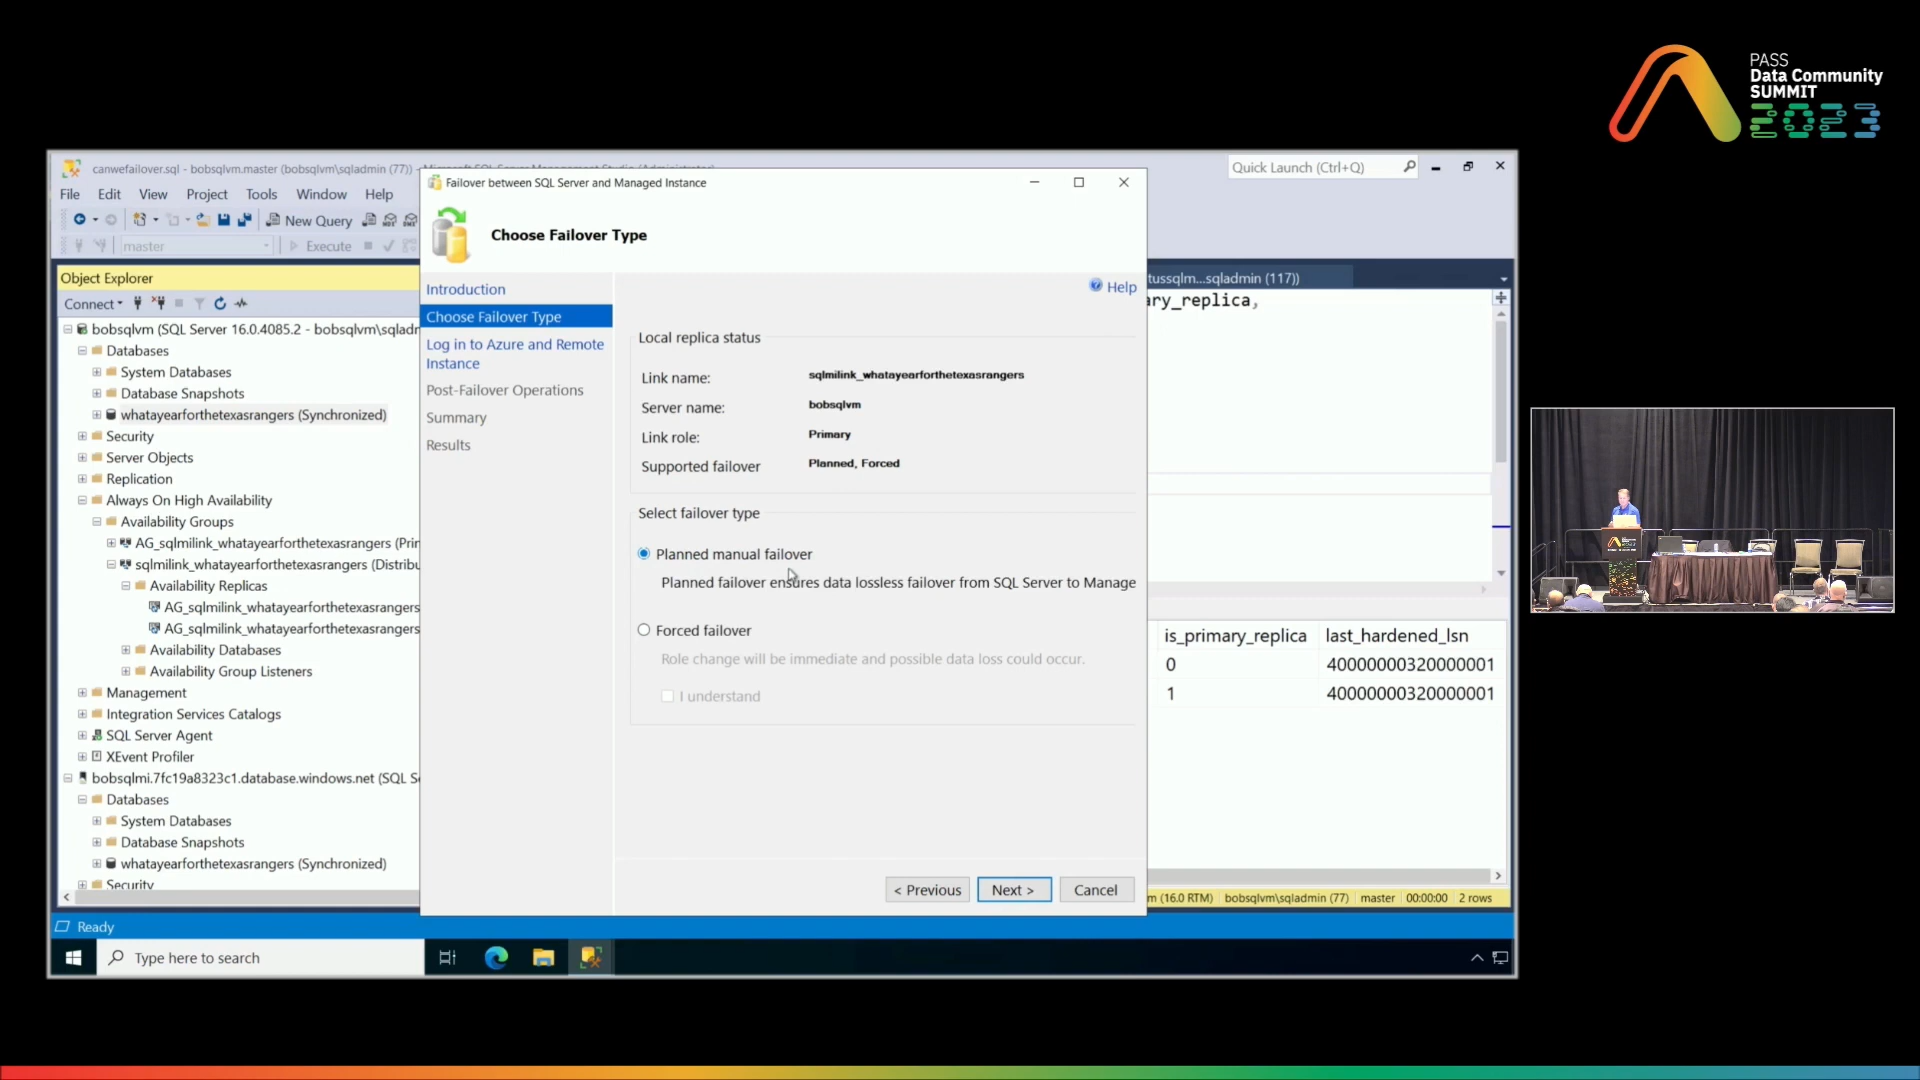 PASS
Data Community
SUMMIT
2023
canwefailover.sql - bobsqlvm.master (bobsqlvm\sqladmin (77)) - Microsoft SQL Server Management Studio (Administrator)
Quick Launch (Ctrl+Q)
File Edit View Project Tools Window Help
New Query
master
Execute
Object Explorer
Connect
bobsqlvm (SQL Server 16.0.4085.2 - bobsqlvm\sqladn
Databases
System Databases
Database Snapshots
whatayearforthetexasrangers (Synchronized)
Security
Server Objects
Replication
Always On High Availability
Availability Groups
AG_sqlmilink_whatayearforthetexasrangers (Prin
sqlmilink_whatayearforthetexasrangers (Distribu
Availability Replicas
AG_sqlmilink_whatayearforthetexasrangers
AG_sqlmilink_whatayearforthetexasrangers
Availability Databases
Availability Group Listeners
Management
Integration Services Catalogs
SQL Server Agent
XEvent Profiler
bobsqlmi.7fc19a8323c1.database.windows.net (SQL Se
Databases
System Databases
Database Snapshots
whatayearforthetexasrangers (Synchronized)
Security
Failover between SQL Server and Managed Instance
Choose Failover Type
Introduction
Choose Failover Type
Log in to Azure and Remote
Instance
Post-Failover Operations
Summary
Results
Help
Local replica status
Link name: sqlmilink_whatayearforthetexasrangers
Server name: bobsqlvm
Link role: Primary
Supported failover Planned, Forced
Select failover type
Planned manual failover
Planned failover ensures data lossless failover from SQL Server to Manage
Forced failover
Role change will be immediate and possible data loss could occur.
I understand
< Previous Next > Cancel
tussqlm...sqladmin (117))
ary_replica,
is_primary_replica last_hardened_lsn
0 40000000320000001
1 40000000320000001
m (16.0 RTM) bobsqlvm\sqladmin (77) master 00:00:00 2 rows
Ready
Type here to search